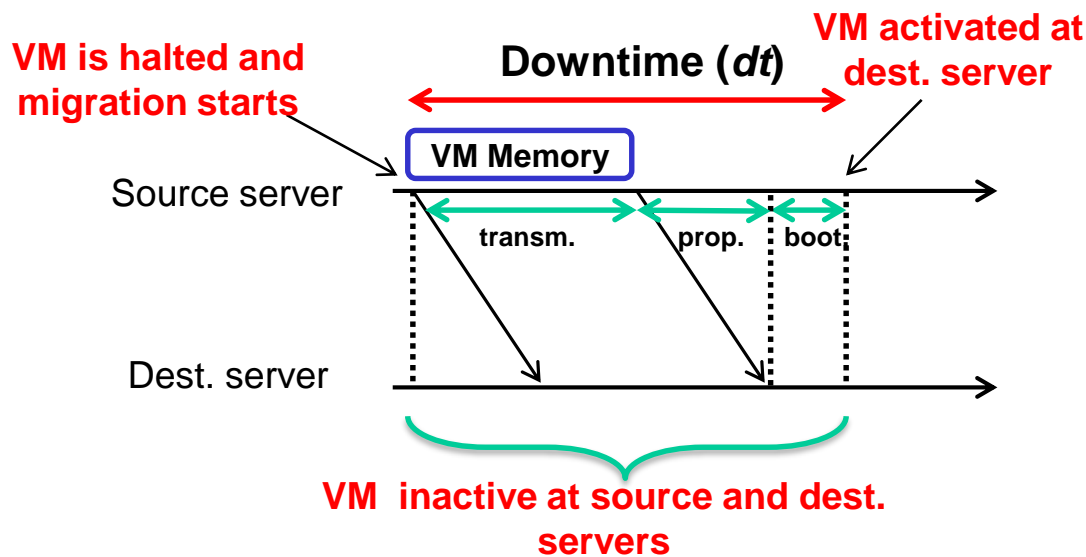 VM is halted and
migration starts
Downtime (dt)
VM activated at
dest. server
VM Memory
Source server
transm.
prop.
boot.
Dest. server
VM inactive at source and dest.
servers